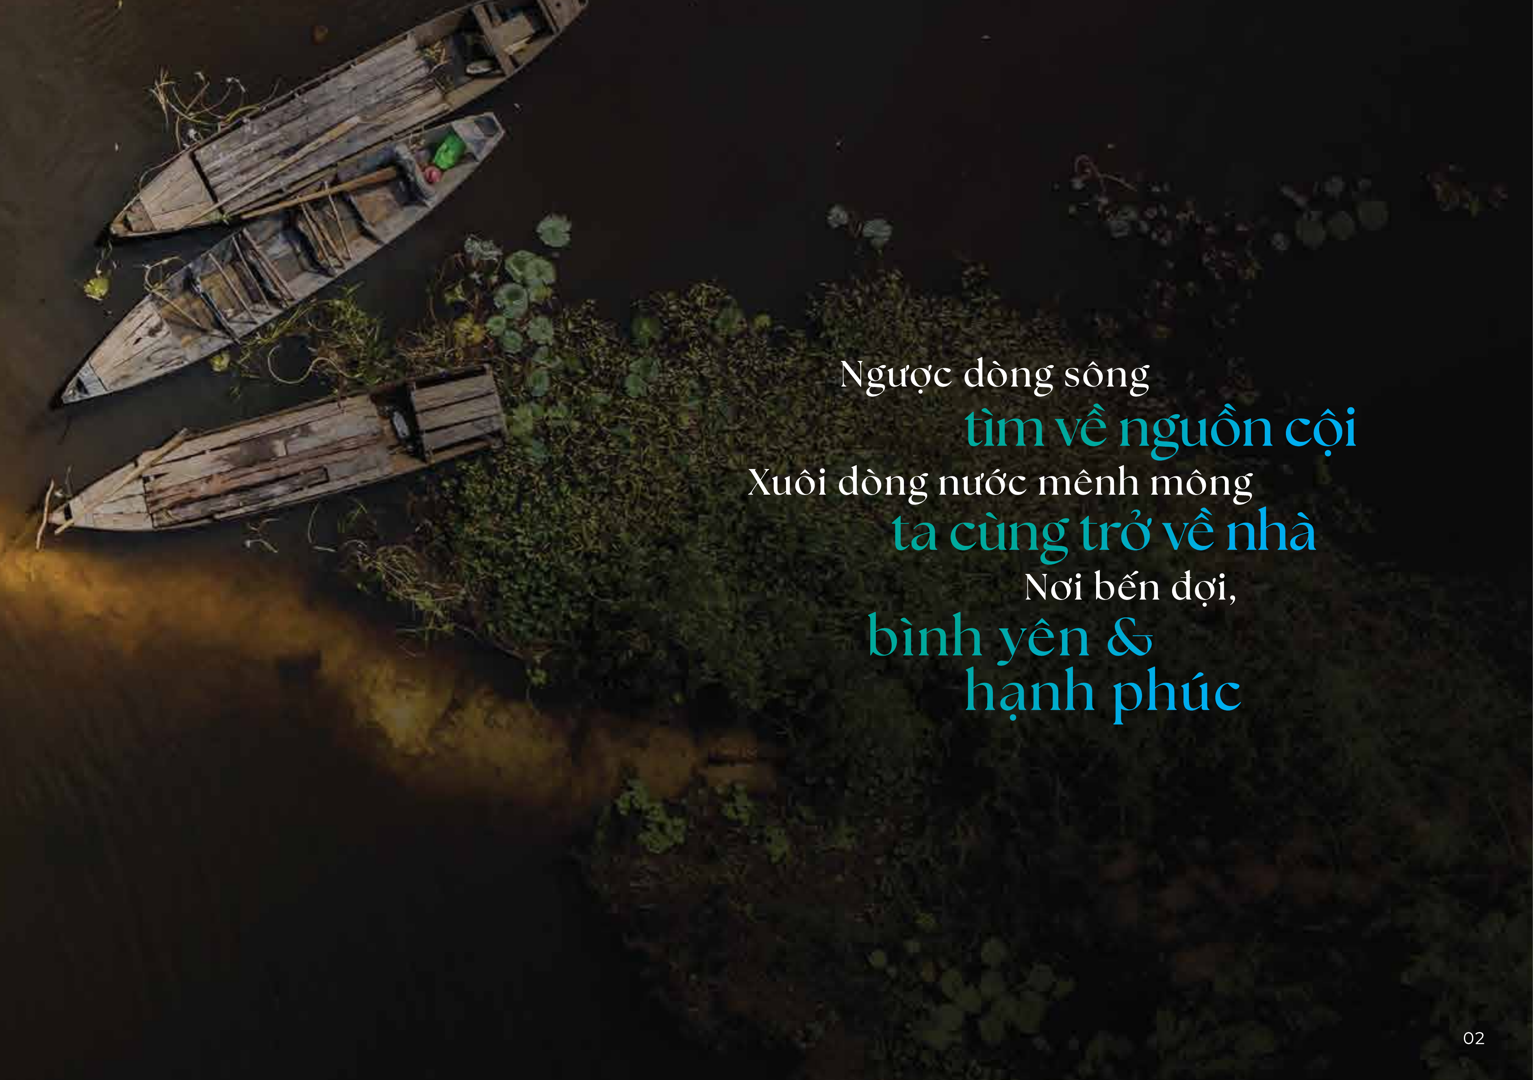 Ngược dòng sông
tìm về nguồn cội
Xuôi dòng nước mênh mông
ta cùng trở về nhà
Nơi bến đợi,
bình yên &
hạnh phúc
02